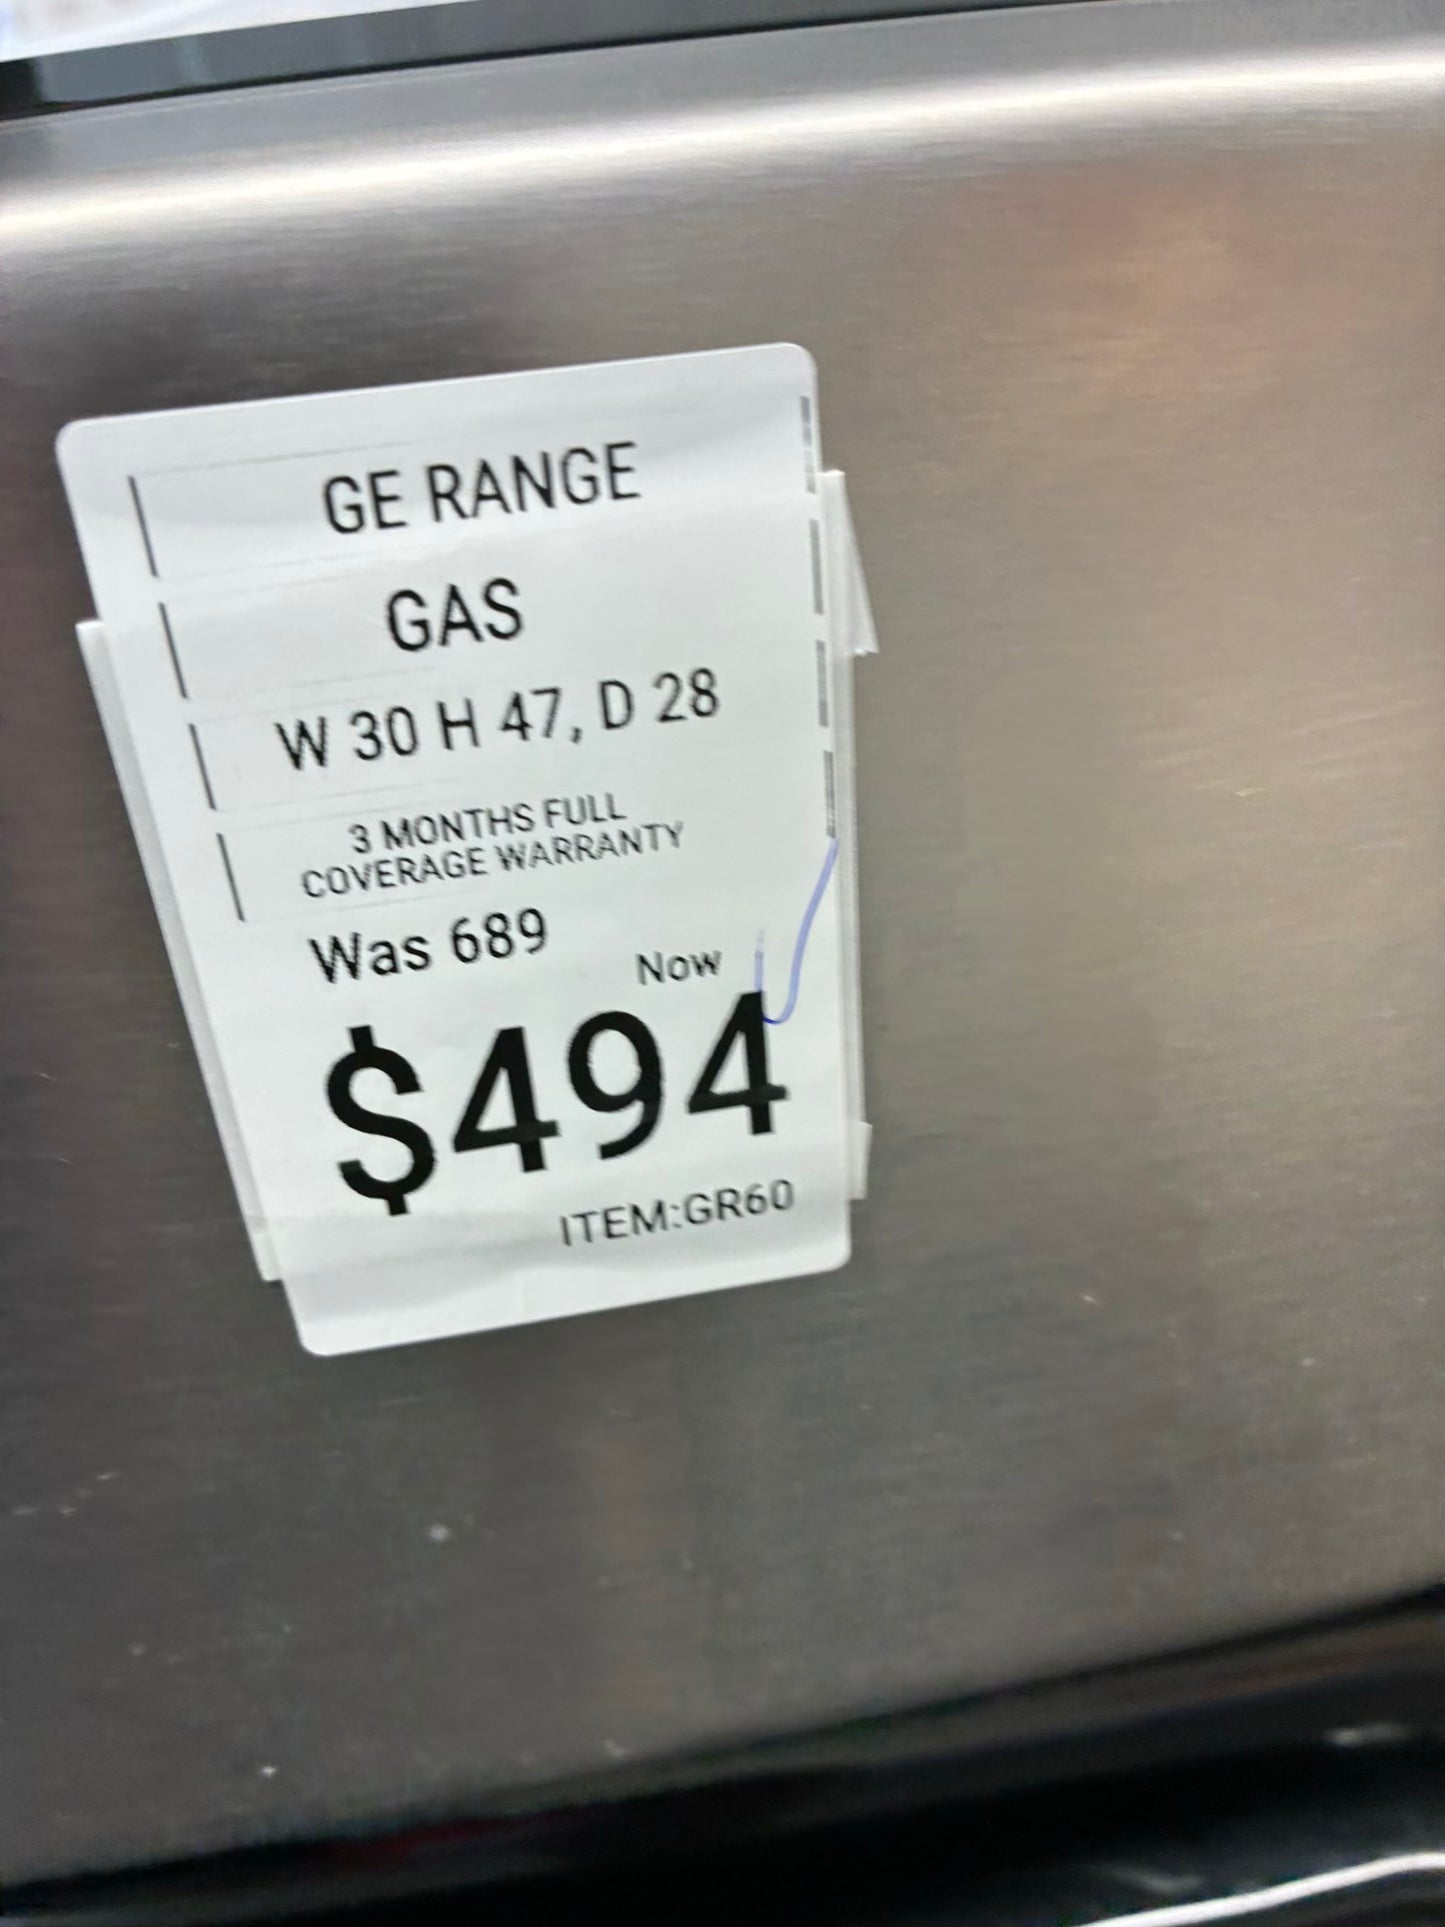 GE RANGE
GAS
W 30 H 47, D 28
3 MONTHS FULL
COVERAGE WARRANTY
Was 689
Now
$494
ITEM:GR60